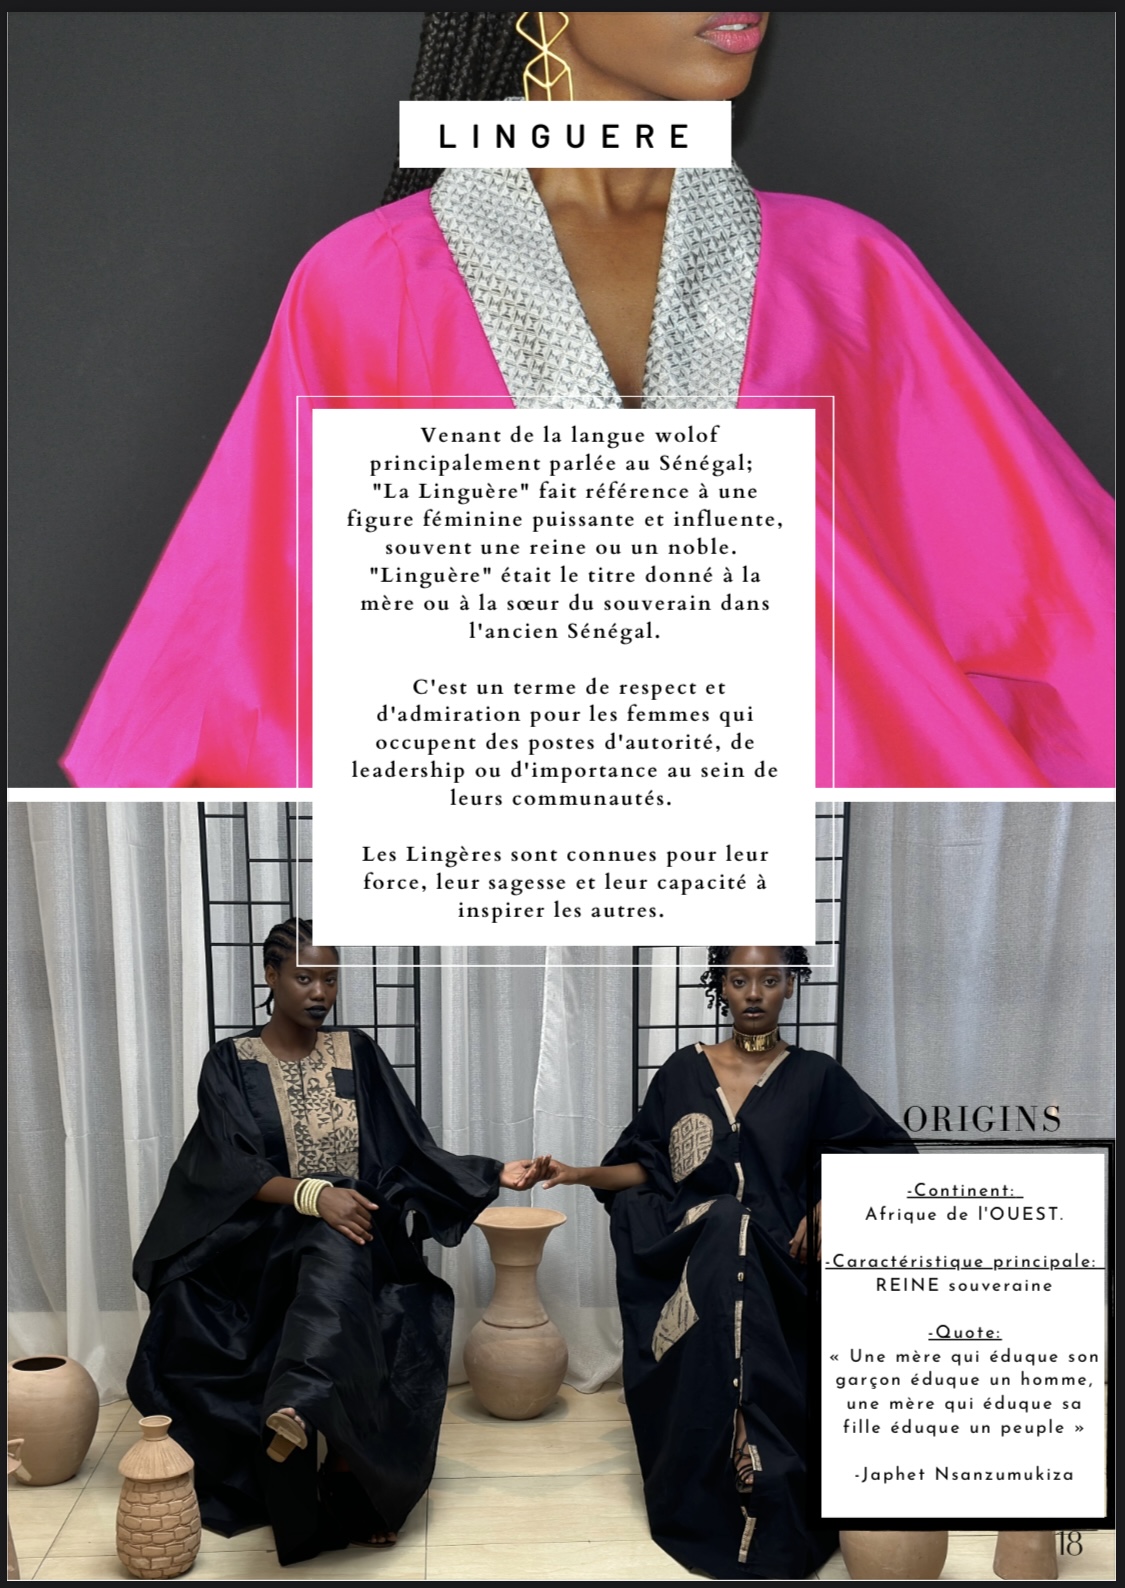 LINGUERE
Venant de la langue wolof
principalement parlée au Sénégal;
"La Linguère" fait référence à une
figure féminine puissante et influente,
souvent une reine ou un noble.
"Linguère" était le titre donné à la
mère ou à la sœur du souverain dans
l'ancien Sénégal.
C'est un terme de respect et
d'admiration pour les femmes qui
occupent des postes d'autorité, de
leadership ou d'importance au sein de
leurs communautés.
Les Lingères sont connues pour leur
force, leur sagesse et leur capacité à
inspirer les autres.
ORIGINS
-Continent:
Afrique de l'OUEST.
-Caractéristique principale:
REINE souveraine
-Quote:
« Une mère qui éduque son
garçon éduque un homme,
une mère qui éduque sa
fille éduque un peuple »
-Japhet Nsanzumukiza
18